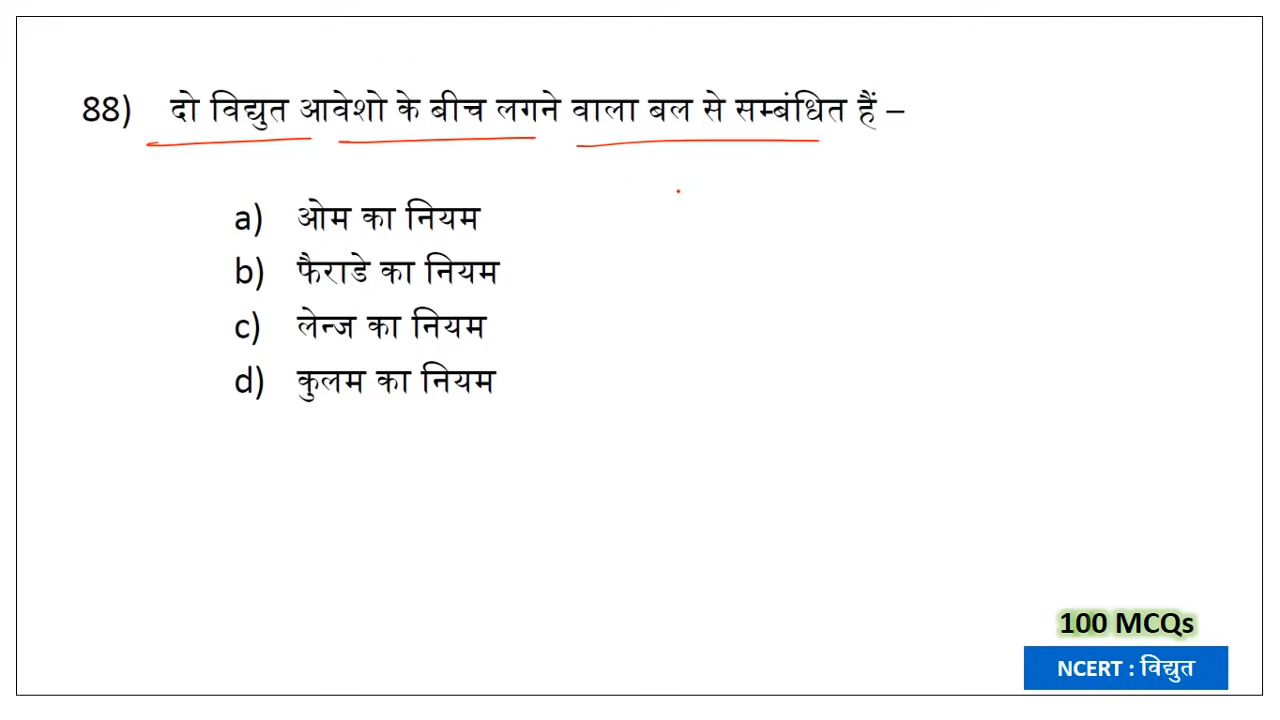 88) दो विद्युत आवेशो के बीच लगने वाला बल से सम्बंधित हैं –
a) ओम का नियम
b) फैराडे का नियम
c) लेन्ज का नियम
d) कुलम का नियम
100 MCQs
NCERT : विद्युत